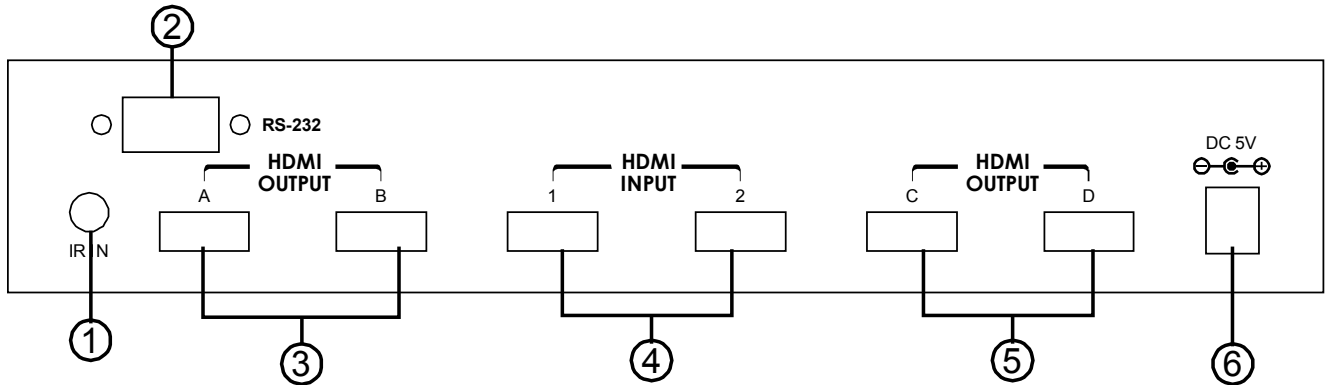 2
RS-232
DC 5V
HDMI
OUTPUT
A
B
HDMI
INPUT
1
2
HDMI
OUTPUT
C
D
IR IN
1
3
4
5
6